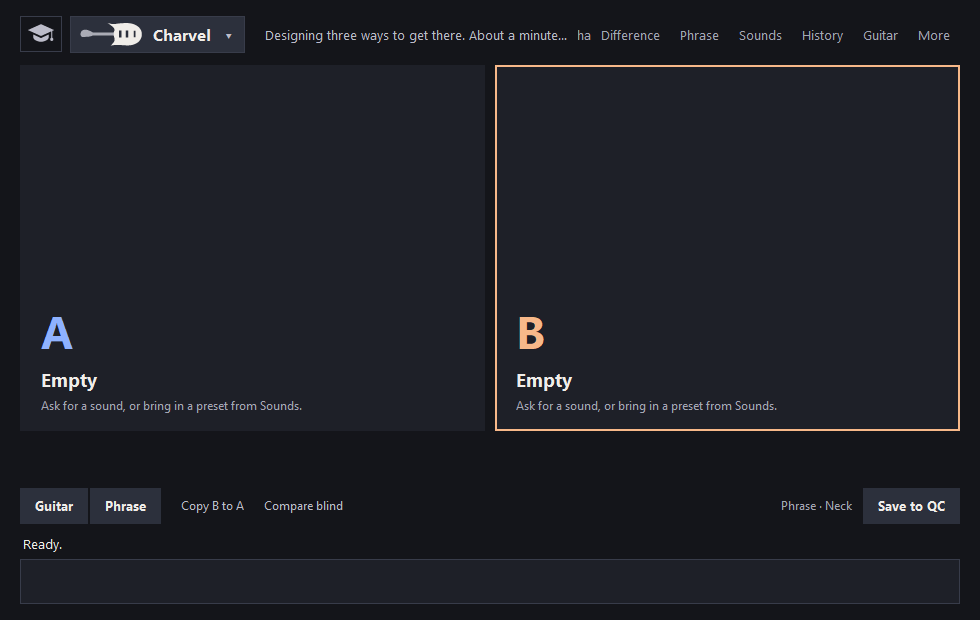 Charvel ▾ Designing three ways to get there. About a minute... ha Difference Phrase Sounds History Guitar More
A
Empty
Ask for a sound, or bring in a preset from Sounds.
B
Empty
Ask for a sound, or bring in a preset from Sounds.
Guitar Phrase Copy B to A Compare blind Phrase · Neck Save to QC
Ready.